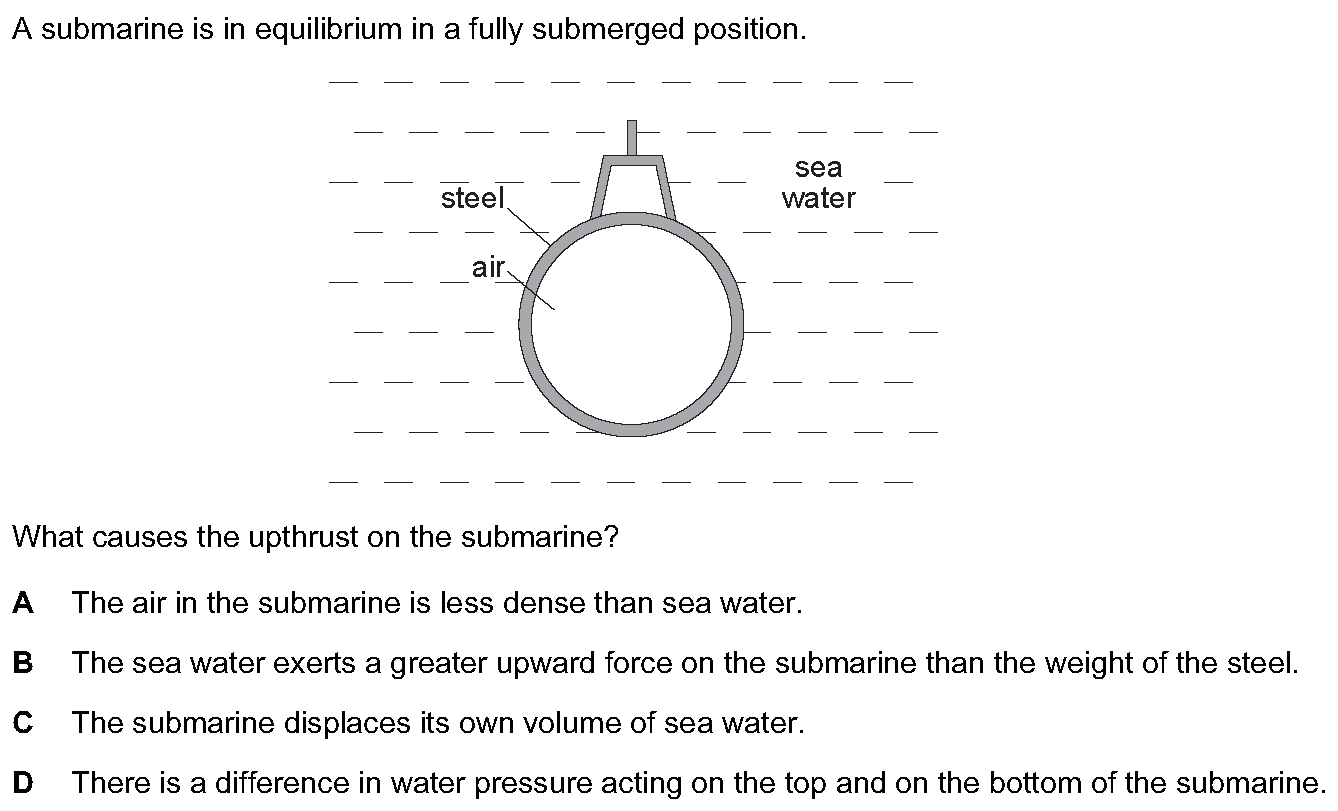 A submarine is in equilibrium in a fully submerged position.
sea
water
steel
air
What causes the upthrust on the submarine?
A The air in the submarine is less dense than sea water.
B The sea water exerts a greater upward force on the submarine than the weight of the steel.
C The submarine displaces its own volume of sea water.
D There is a difference in water pressure acting on the top and on the bottom of the submarine.